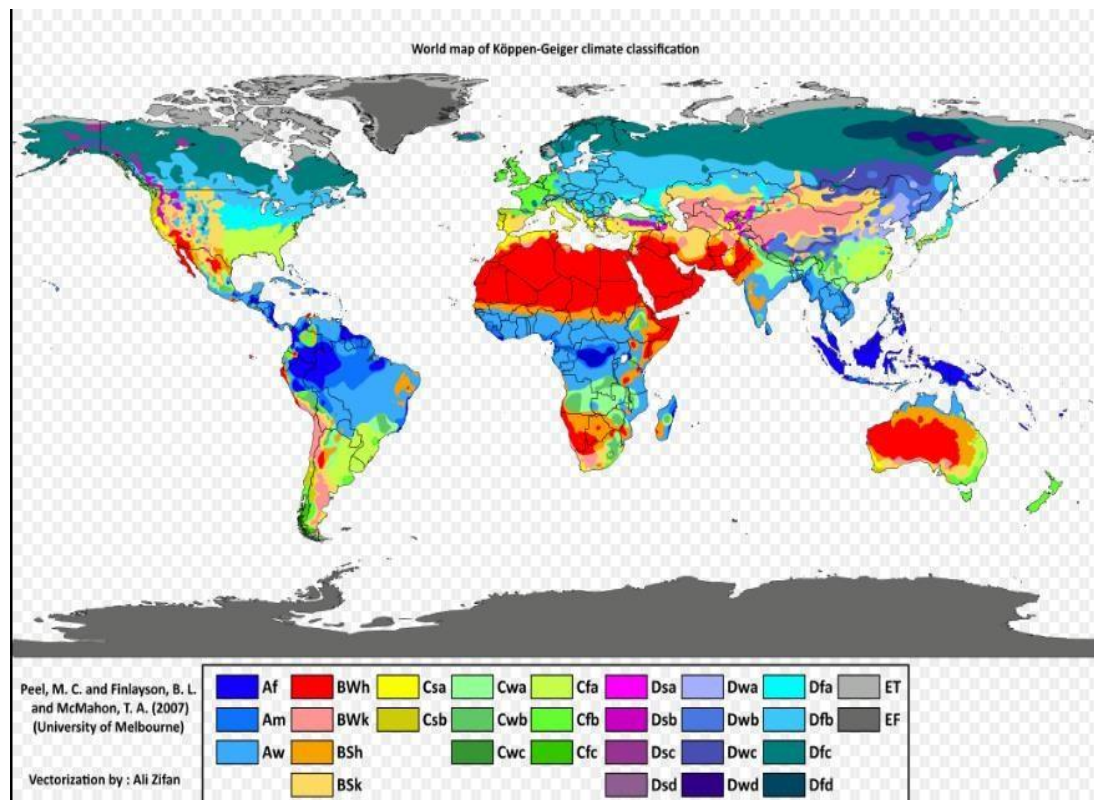 World map of Köppen-Geiger climate classification
Peel, M. C. and Finlayson, B. L.
and McMahon, T. A. (2007)
(University of Melbourne)
Vectorization by : Ali Zifan
Af BWh Csa Cwa Cfa Dsa Dwa Dfa ET
Am BWk Csb Cwb Cfb Dsb Dwb Dfb EF
Aw BSh Cwc Cfc Dsc Dwc Dfc
BSk Dsd Dwd Dfd